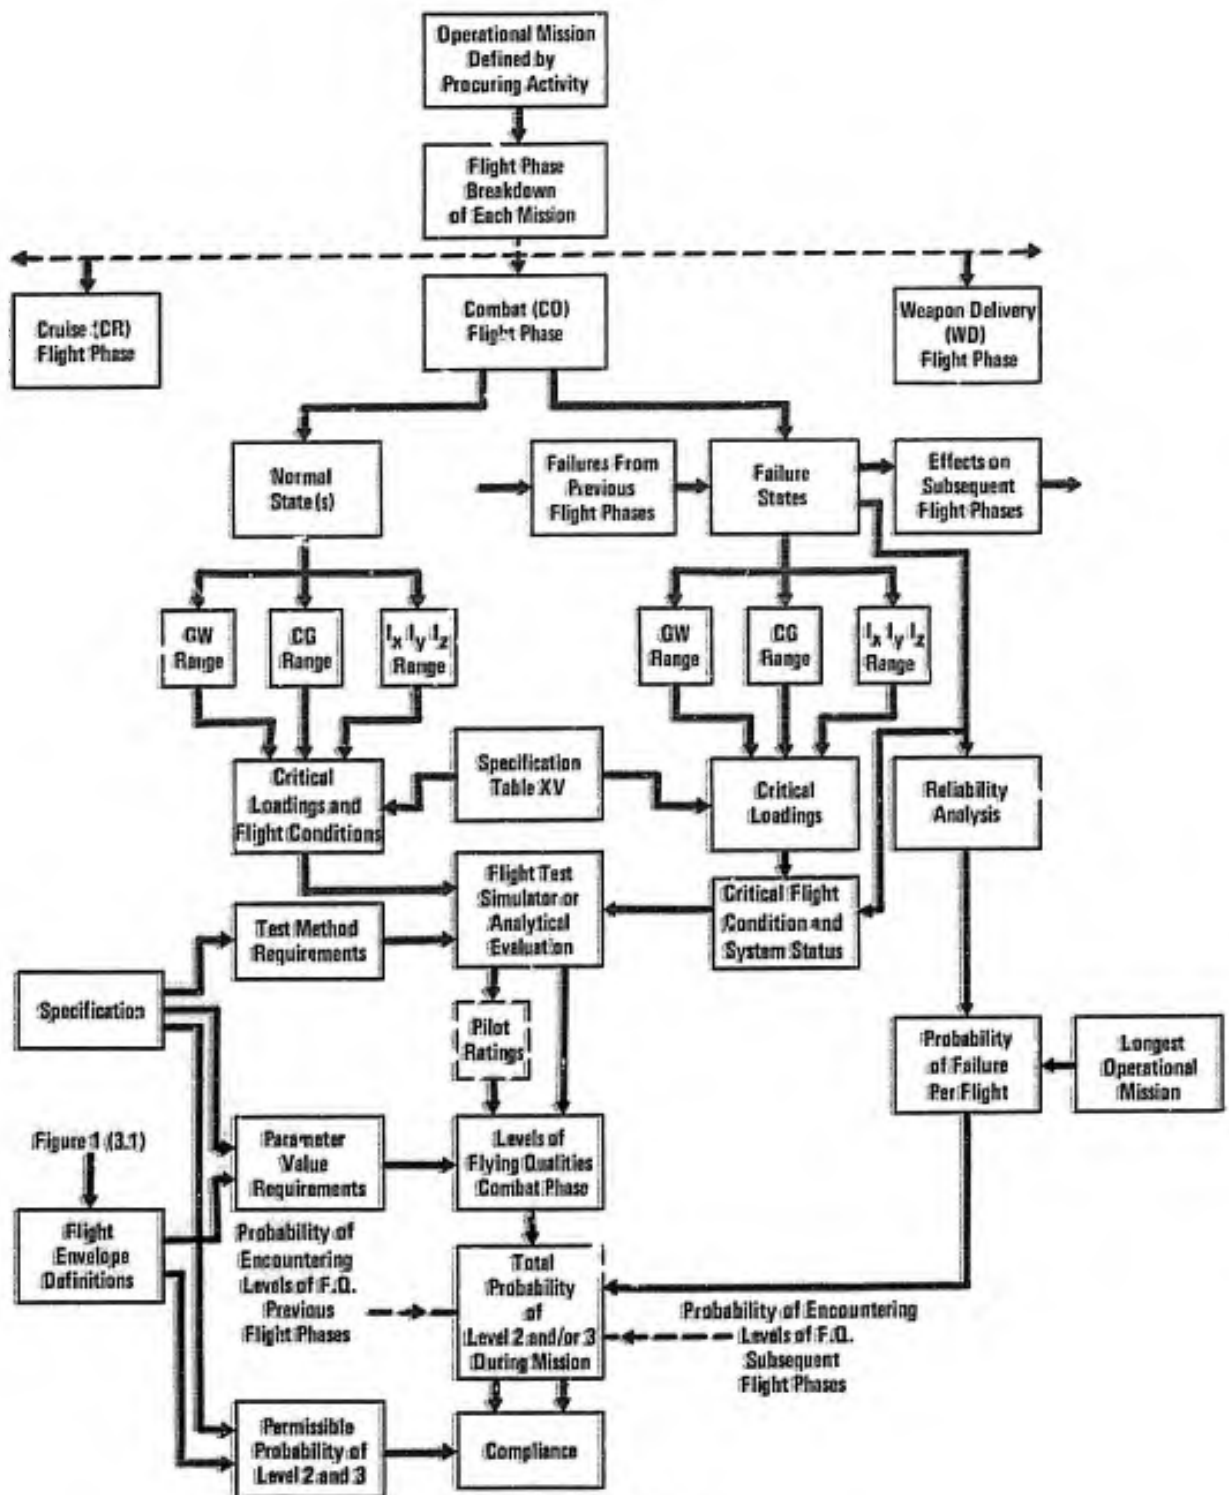 Operational Mission
Defined by
Procuring Activity
Flight Phase
Breakdown
of Each Mission
Cruise (CR)
Flight Phase
Combat (CO)
Flight Phase
Weapon Delivery
(WD)
Flight Phase
Normal
State(s)
Failures From
Previous
Flight Phases
Failure
States
Effects on
Subsequent
Flight Phases
GW
Range
CG
Range
Ix Iy Iz
Range
GW
Range
CG
Range
Ix Iy Iz
Range
Critical
Loadings and
Flight Conditions
Specification
Table XV
Critical
Loadings
Reliability
Analysis
Flight Test
Simulator or
Analytical
Evaluation
Critical Flight
Condition and
System Status
Test Method
Requirements
Specification
Pilot
Ratings
Probability
of Failure
Per Flight
Longest
Operational
Mission
Figure 1 (3.1)
Parameter
Value
Requirements
Levels of
Flying Qualities
Combat Phase
Flight
Envelope
Definitions
Probability of
Encountering
Levels of F.Q.
Previous
Flight Phases
Total
Probability
of
Level 2 and/or 3
During Mission
Probability of Encountering
Levels of F.Q.
Subsequent
Flight Phases
Permissible
Probability of
Level 2 and 3
Compliance